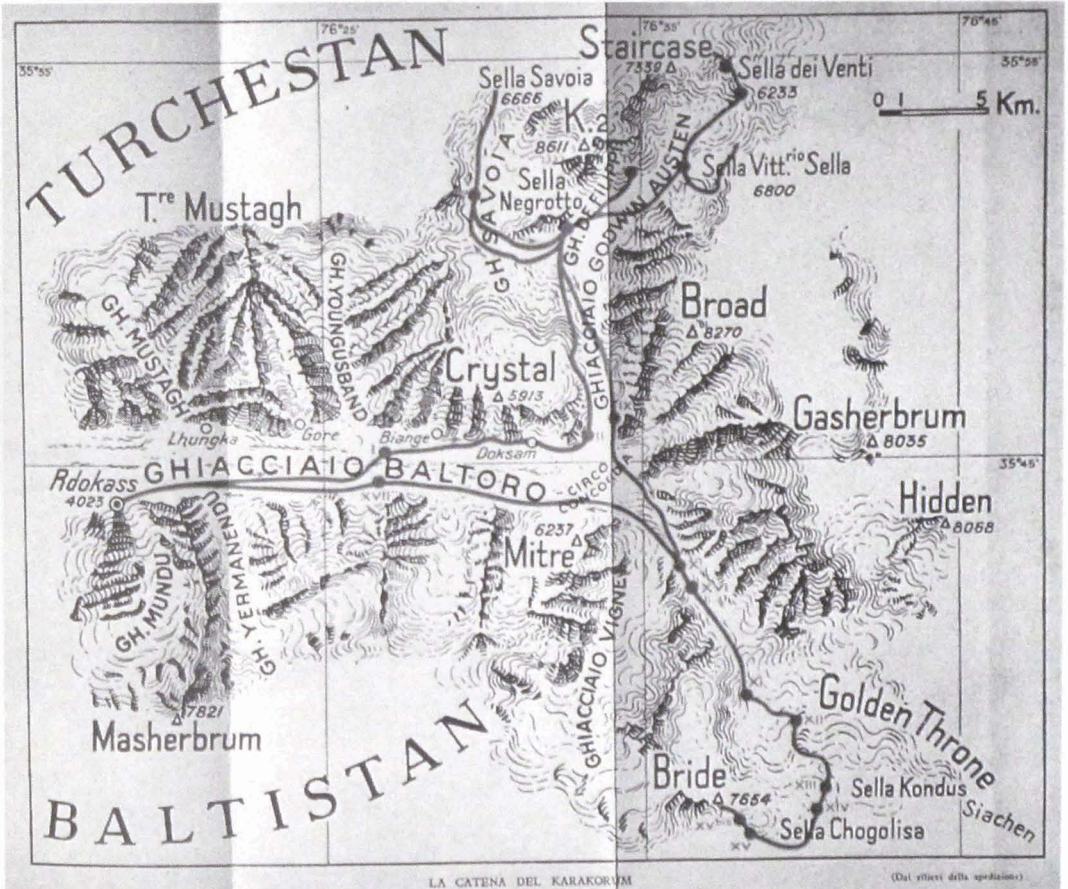 76°25'
76°35'
76°45'
35°55'
35°55'
TURCHESTAN
Staircase
7339
Sella Savoia
6666
Sella dei Venti
6233
0 1 5 Km.
K.2
8611
Sella Vitt.rio Sella
6800
Sella
Negrotto
GH. SAVOIA
GH. DE FILIPPI
GHIACCIAIO GODWIN AUSTEN
T.re Mustagh
GH. MUSTAGH
GH. YOUNGUSBAND
Broad
8270
Crystal
5913
Gasherbrum
8035
Lhungka
Gore
Biange
Doksam
35°45'
GHIACCIAIO BALTORO
CIRCO
CONCORDIA
Rdokass
4023
XVII
Hidden
8068
6237
Mitre
GH. MUNDU
GH. YERMANENDU
GHIACCIAIO VIGNE
7821
Masherbrum
BALTISTAN
Golden Throne
XII
Bride
7654
XIII
Sella Kondus
XIV
Siachen
Sella Chogolisa
XV
LA CATENA DEL KARAKORUM
(Dai rilievi della spedizione)